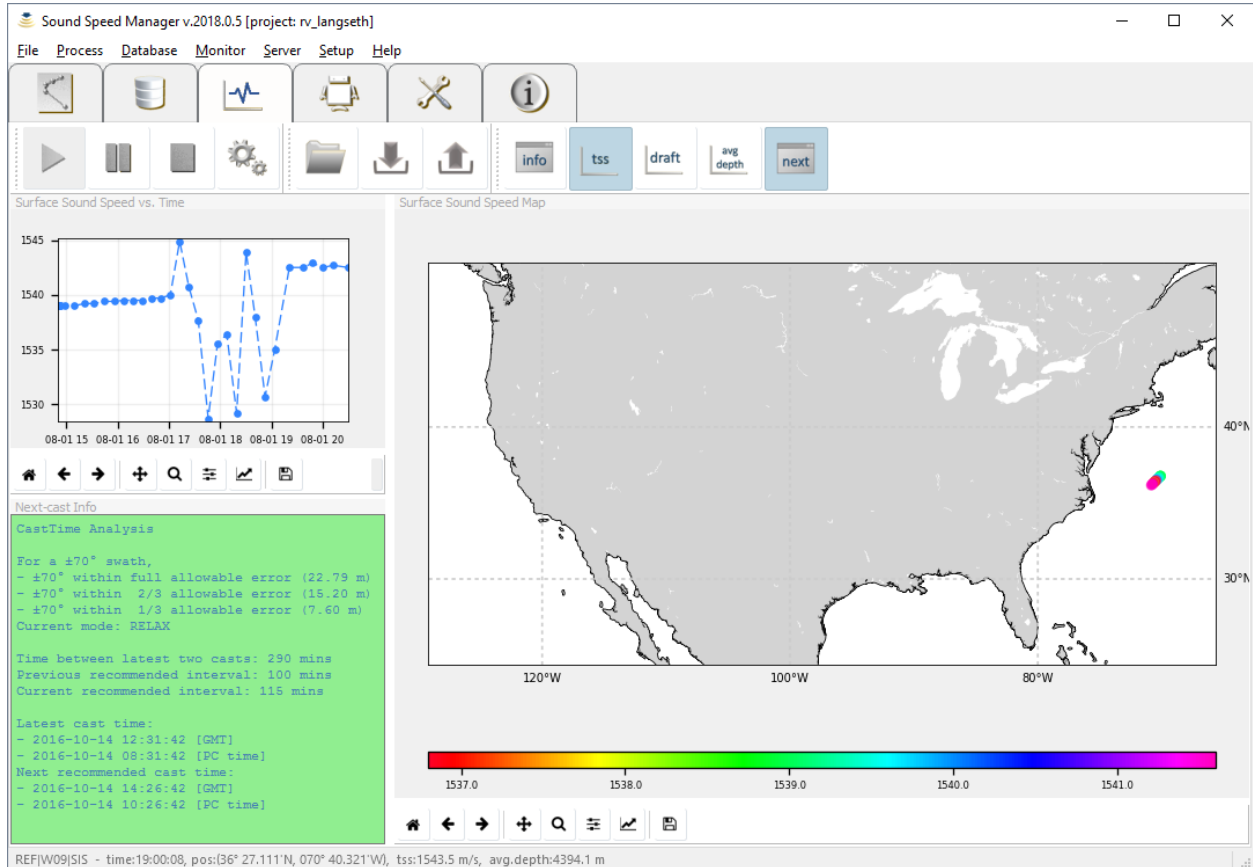 Sound Speed Manager v.2018.0.5 [project: rv_langseth]
File Process Database Monitor Server Setup Help
info tss draft avg depth next
Surface Sound Speed vs. Time
1545
1540
1535
1530
08-01 15 08-01 16 08-01 17 08-01 18 08-01 19 08-01 20
Next-cast Info
CastTime Analysis
For a ±70° swath,
- ±70° within full allowable error (22.79 m)
- ±70° within 2/3 allowable error (15.20 m)
- ±70° within 1/3 allowable error (7.60 m)
Current mode: RELAX
Time between latest two casts: 290 mins
Previous recommended interval: 100 mins
Current recommended interval: 115 mins
Latest cast time:
- 2016-10-14 12:31:42 [GMT]
- 2016-10-14 08:31:42 [PC time]
Next recommended cast time:
- 2016-10-14 14:26:42 [GMT]
- 2016-10-14 10:26:42 [PC time]
Surface Sound Speed Map
40°N
30°N
120°W 100°W 80°W
1537.0 1538.0 1539.0 1540.0 1541.0
REF|W09|SIS - time:19:00:08, pos:(36° 27.111'N, 070° 40.321'W), tss:1543.5 m/s, avg.depth:4394.1 m